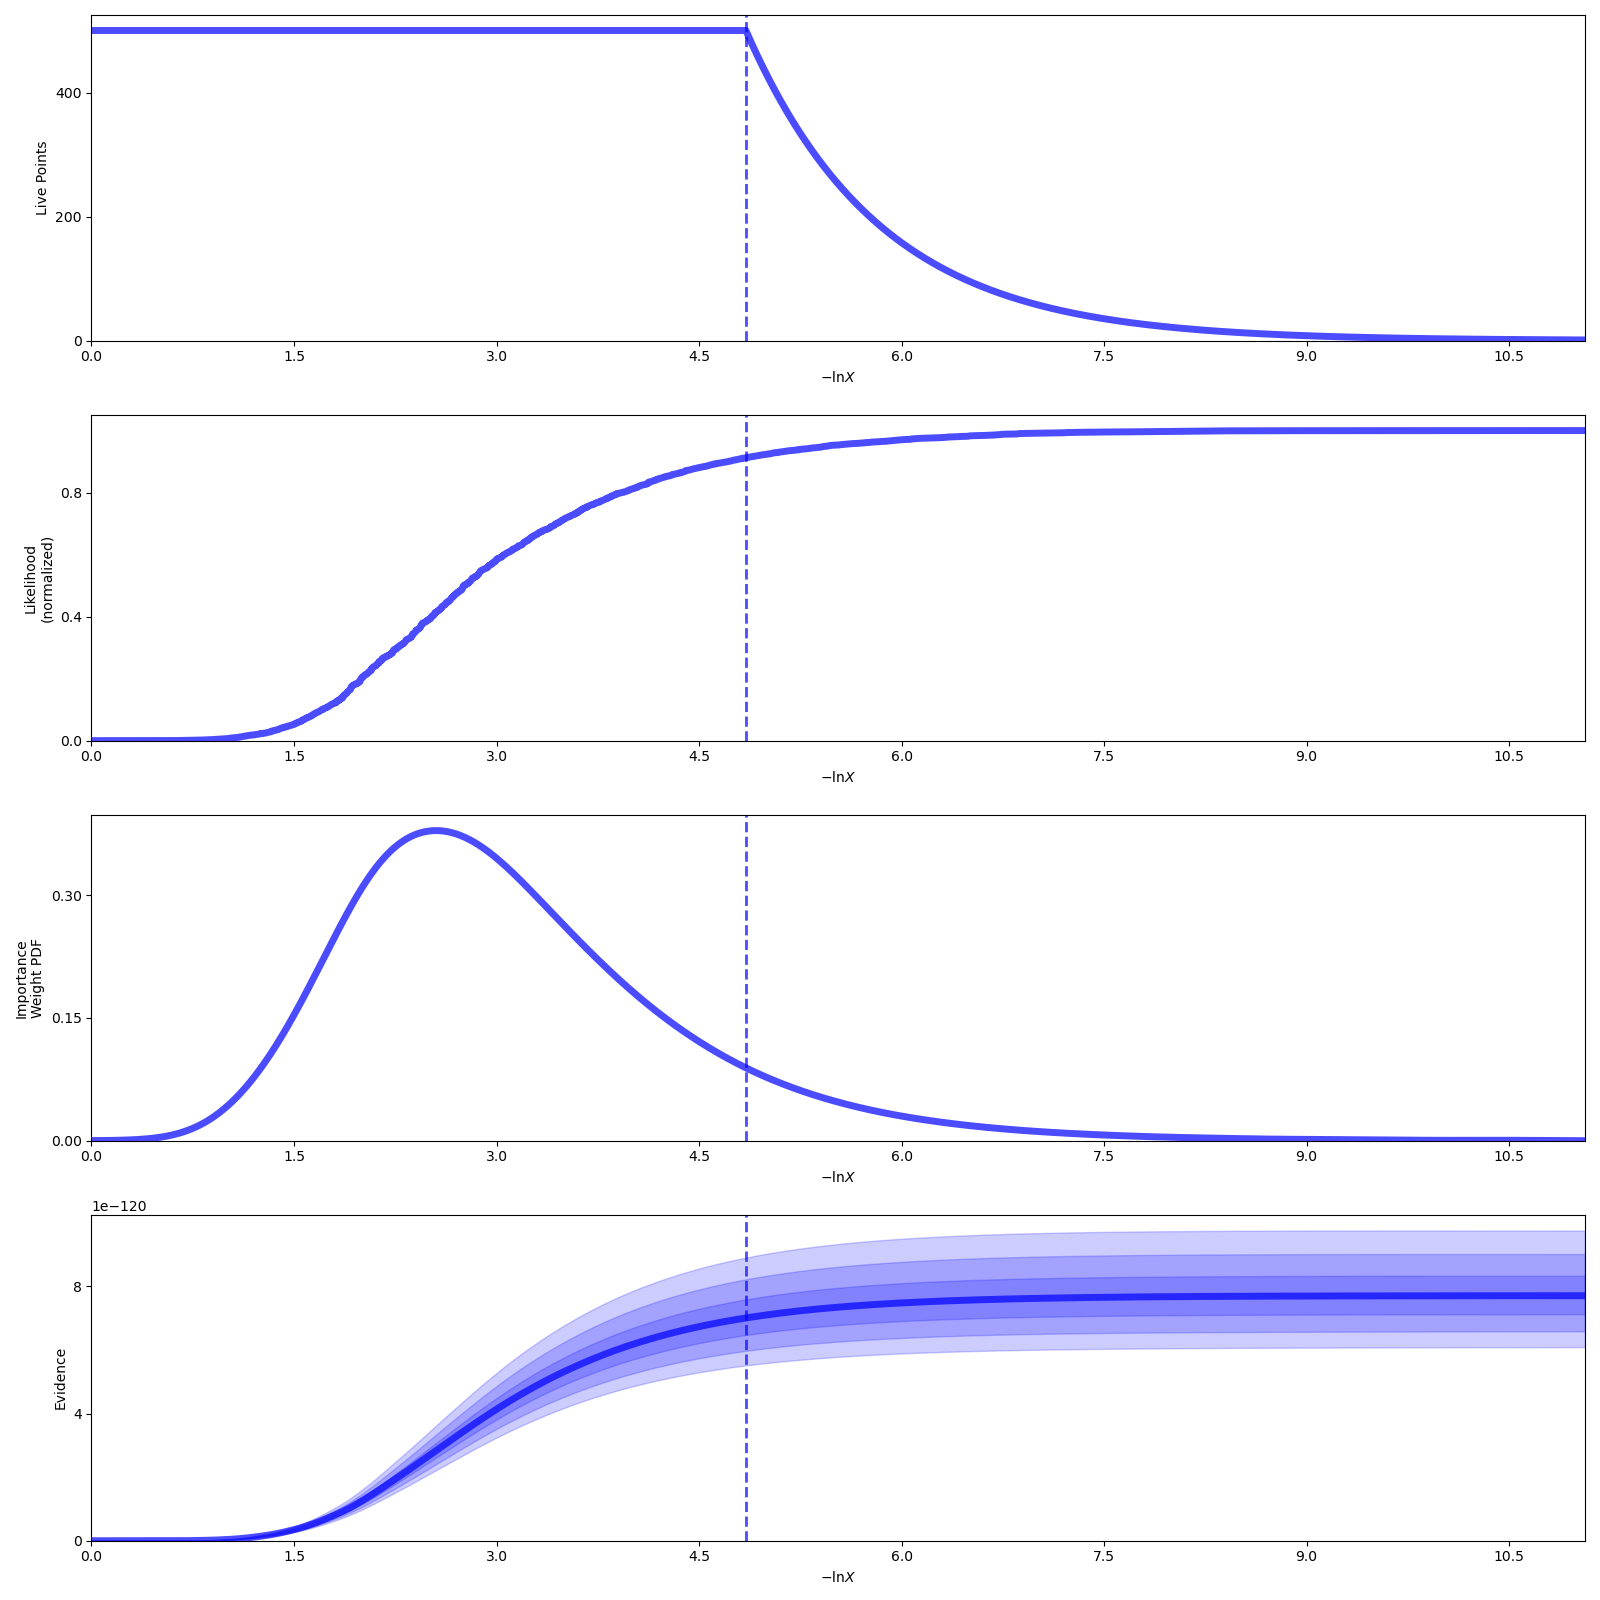 400
200
0
Live Points
0.0 1.5 3.0 4.5 6.0 7.5 9.0 10.5
−lnX
0.8
0.4
0.0
Likelihood
(normalized)
0.0 1.5 3.0 4.5 6.0 7.5 9.0 10.5
−lnX
0.30
0.15
0.00
Importance
Weight PDF
0.0 1.5 3.0 4.5 6.0 7.5 9.0 10.5
−lnX
1e−120
8
4
0
Evidence
0.0 1.5 3.0 4.5 6.0 7.5 9.0 10.5
−lnX